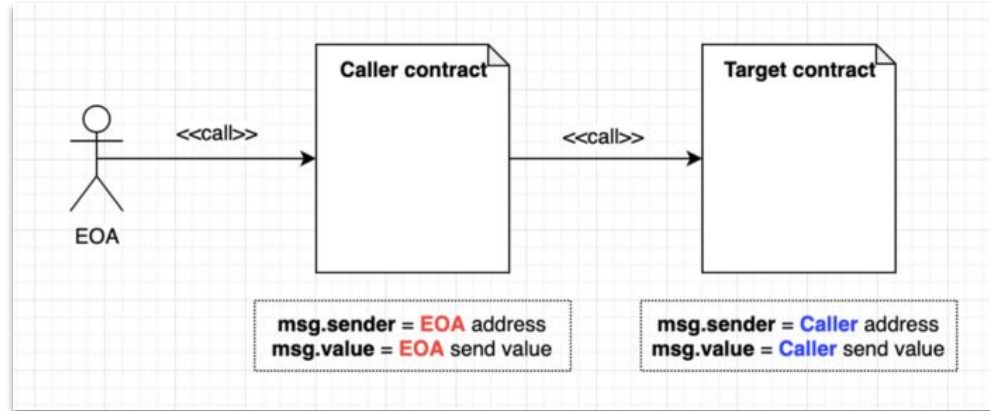 Caller contract
Target contract
<<call>>
<<call>>
EOA
msg.sender = EOA address
msg.value = EOA send value
msg.sender = Caller address
msg.value = Caller send value